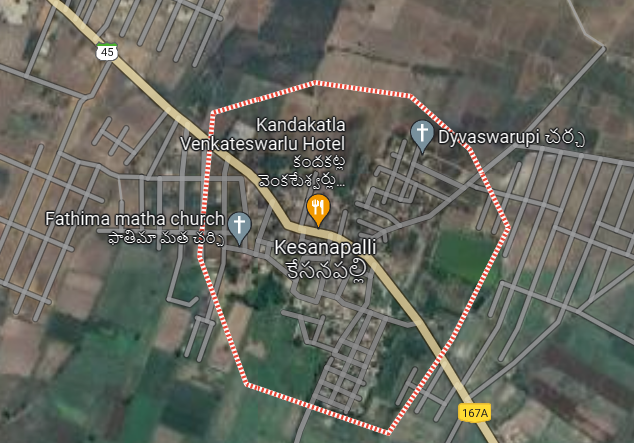 45
Kandakatla
Venkateswarlu Hotel
కందకట్ల
వెంకటేశ్వర్లు...
Dyvaswarupi చర్చి
Fathima matha church
ఫాతిమా మత చర్చి
Kesanapalli
కేసనపల్లి
167A